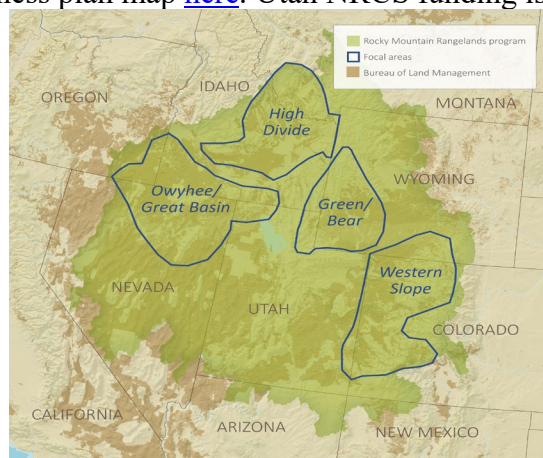 ness plan map here. Utah NRCS funding is
Rocky Mountain Rangelands program
Focal areas
Bureau of Land Management
OREGON
IDAHO
MONTANA
High
Divide
WYOMING
Owyhee/
Great Basin
Green/
Bear
Western
Slope
NEVADA
UTAH
COLORADO
CALIFORNIA
ARIZONA
NEW MEXICO